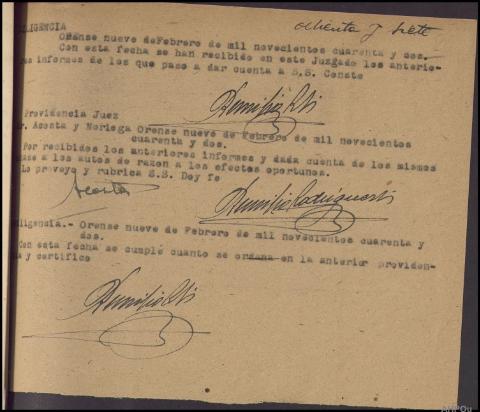 ochenta y siete
DILIGENCIA
Orense nueve deFebrero de mil novecientos cuarenta y dos.
Con esta fecha se han recibido en este Juzgado los anterio-
res informes de los que paso a dar cuenta a S.S. Conste
Providencia Juez
Sr. Acosta y Noriega Orense nueve de Febrero de mil novecientos
cuarenta y dos.
Por recibidos los anteriores informes y dada cuenta de los mismos
unase a los autos de razon a los efectos oportunos.
Lo proveyo y rubrica S.S. Doy fe
Acosta
Diligencia.- Orense nueve de Febrero de mil novecientos cuarenta y
dos.
Con esta fecha se cumple cuanto se ordena en la anterior providen-
cia y certifico